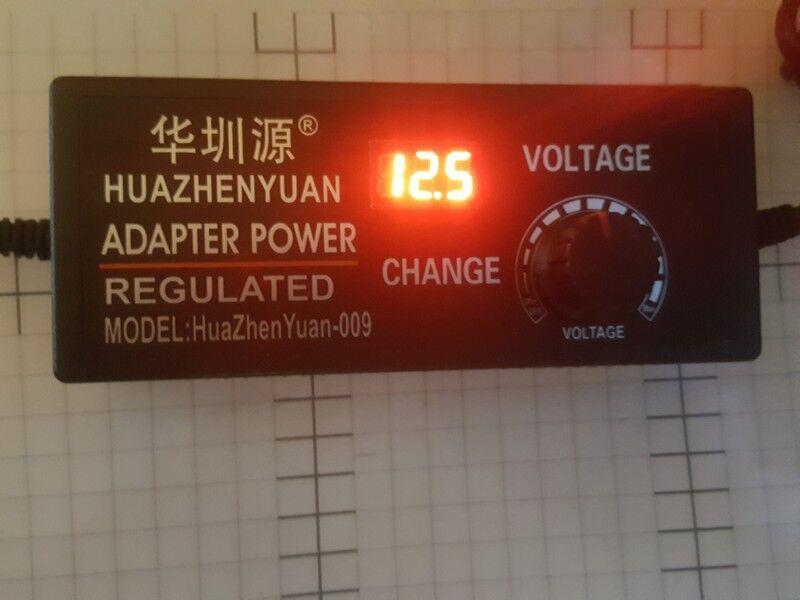 华圳源®
HUAZHENYUAN
ADAPTER POWER
REGULATED
MODEL:HuaZhenYuan-009
12.5
VOLTAGE
CHANGE
VOLTAGE